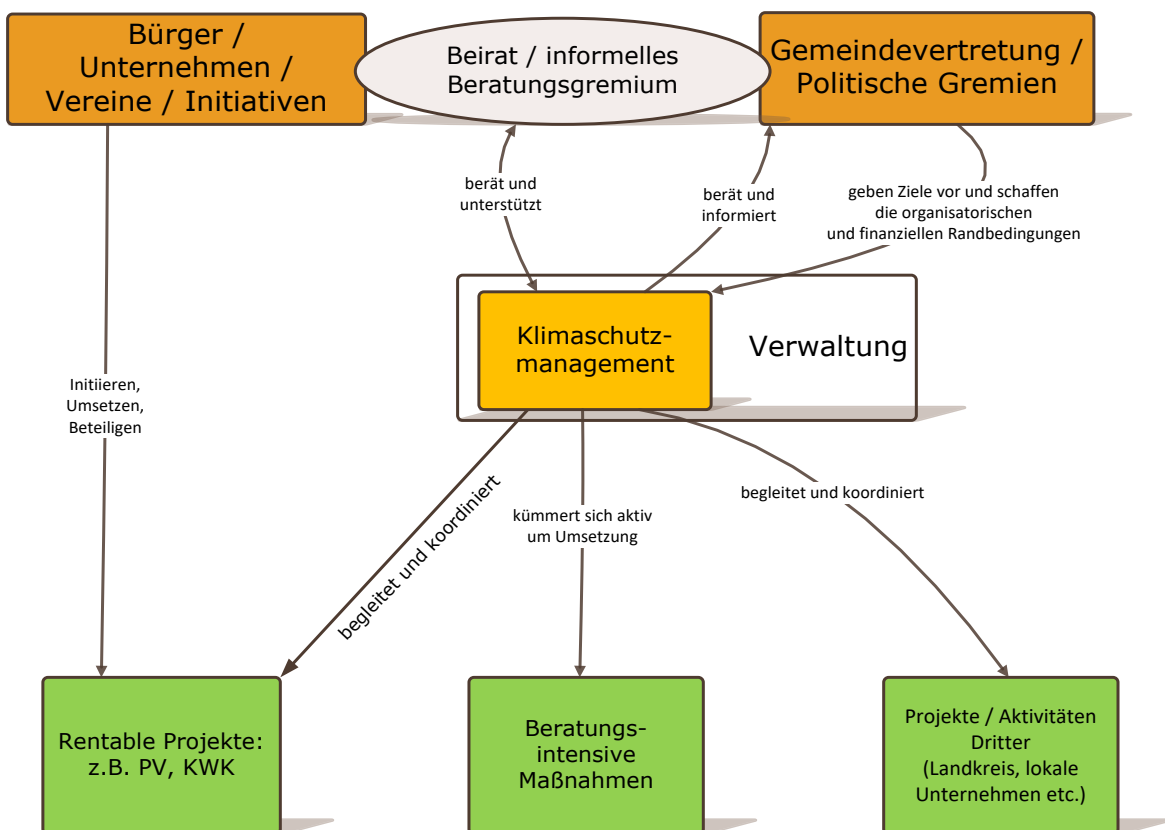 Bürger /
Unternehmen /
Vereine / Initiativen
Beirat / informelles
Beratungsgremium
Gemeindevertretung /
Politische Gremien
berät und
unterstützt
berät und
informiert
geben Ziele vor und schaffen
die organisatorischen
und finanziellen Randbedingungen
Klimaschutz-
management
Verwaltung
Initiieren,
Umsetzen,
Beteiligen
begleitet und koordiniert
kümmert sich aktiv
um Umsetzung
begleitet und koordiniert
Rentable Projekte:
z.B. PV, KWK
Beratungs-
intensive
Maßnahmen
Projekte / Aktivitäten
Dritter
(Landkreis, lokale
Unternehmen etc.)